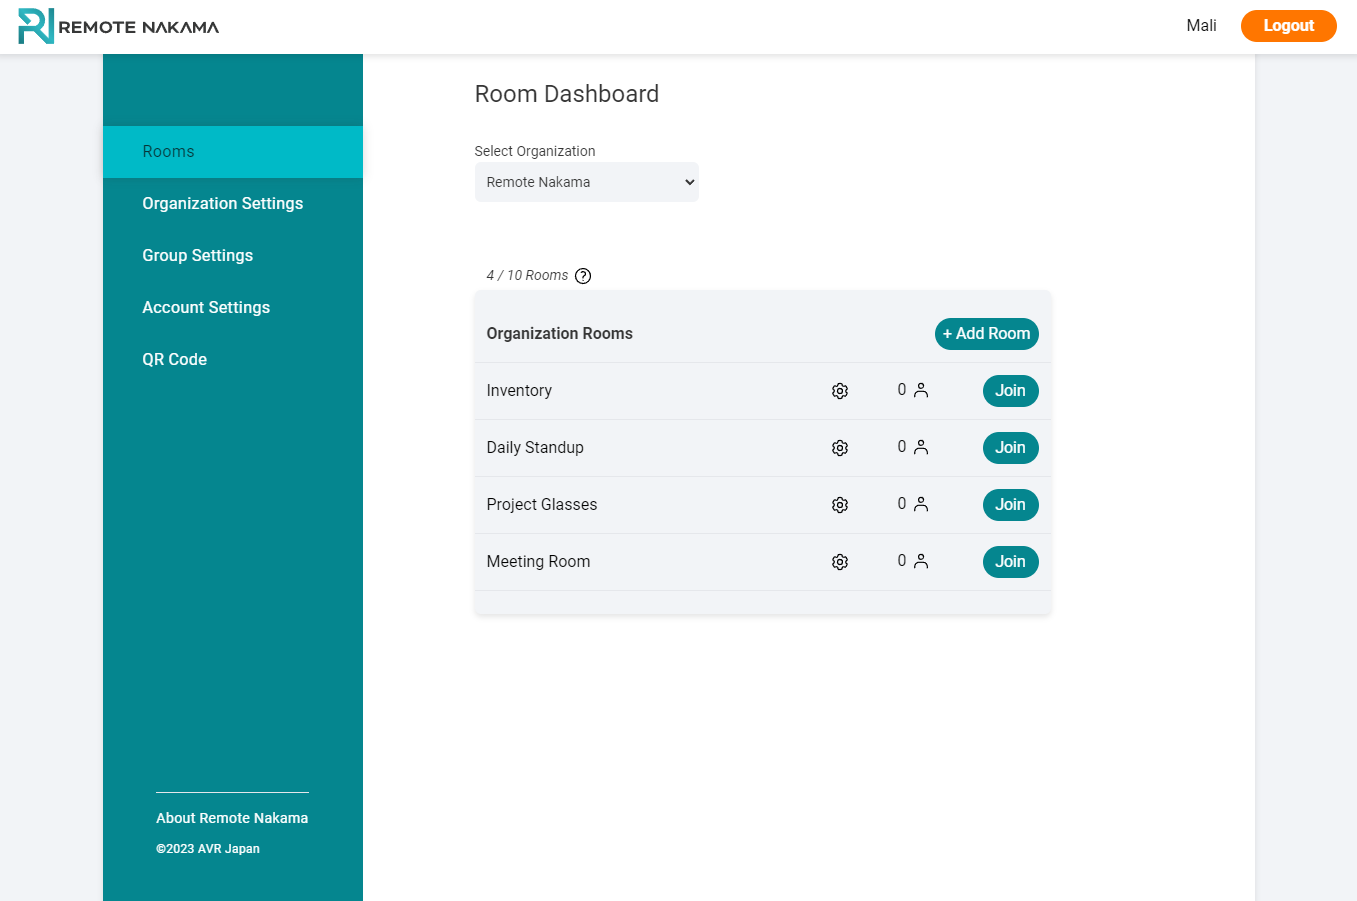 REMOTE NAKAMA
Mali
Logout
Rooms
Organization Settings
Group Settings
Account Settings
QR Code
About Remote Nakama
©2023 AVR Japan
Room Dashboard
Select Organization
Remote Nakama
4 / 10 Rooms ?
Organization Rooms + Add Room
Inventory 0 Join
Daily Standup 0 Join
Project Glasses 0 Join
Meeting Room 0 Join